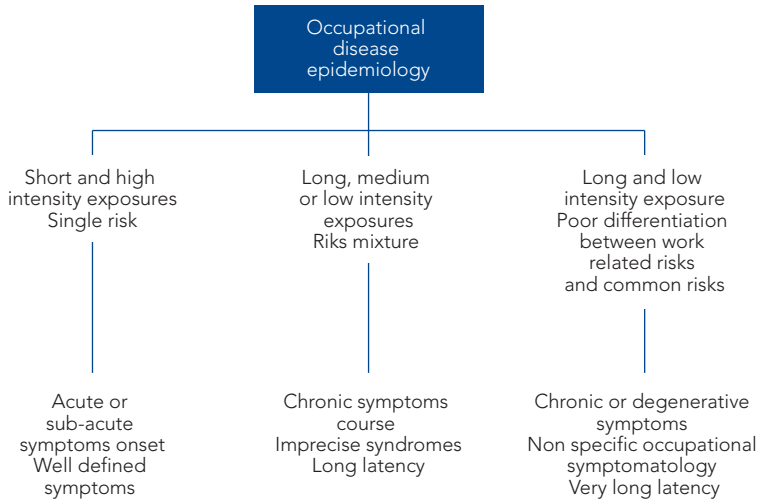 Occupational
disease
epidemiology
Short and high
intensity exposures
Single risk
Long, medium
or low intensity
exposures
Riks mixture
Long and low
intensity exposure
Poor differentiation
between work
related risks
and common risks
Acute or
sub-acute
symptoms onset
Well defined
symptoms
Chronic symptoms
course
Imprecise syndromes
Long latency
Chronic or degenerative
symptoms
Non specific occupational
symptomatology
Very long latency